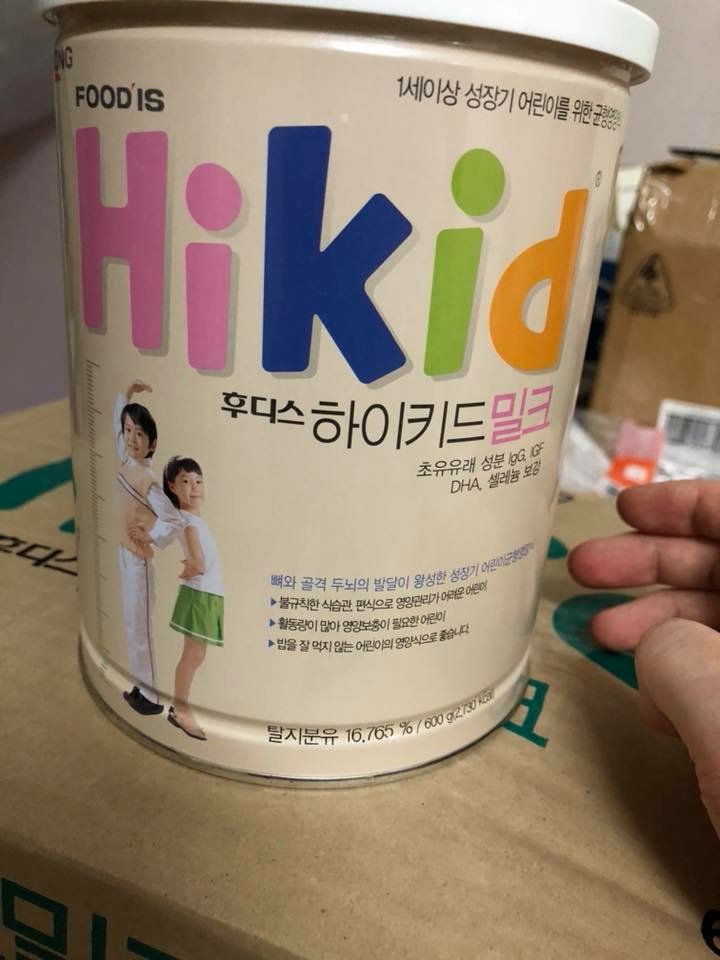 FOOD'IS
1세이상 성장기 어린이를 위한
Hikid
후디스 하이키드 밀크
초유유래 성분 IgG, IGF
DHA, 셀레늄 보강
뼈와 골격 두뇌의 발달이 왕성한 성장기
▶불규칙한 식습관, 편식으로 영양관리가 어려운 어린이
▶활동량이 많아 영양보충이 필요한 어린이
▶밥을 잘 먹지 않는 어린이의 영양식으로 좋습니다.
탈지분유 16.765 % / 600 g(2,730 kcal)